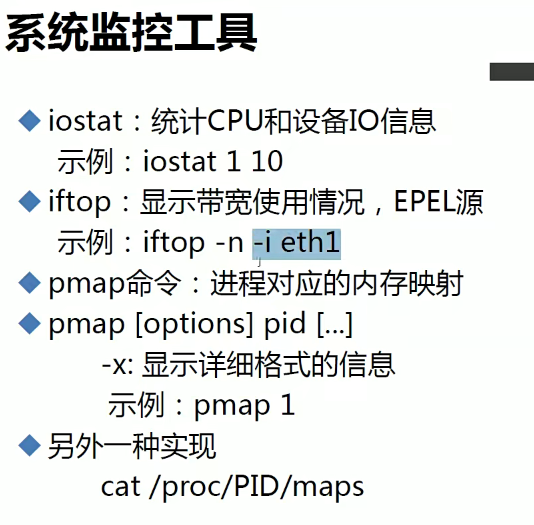 系统监控工具
iostat：统计CPU和设备IO信息
示例：iostat 1 10
iftop：显示带宽使用情况，EPEL源
示例：iftop -n -i eth1
pmap命令：进程对应的内存映射
pmap [options] pid [...]
-x: 显示详细格式的信息
示例：pmap 1
另外一种实现
cat /proc/PID/maps